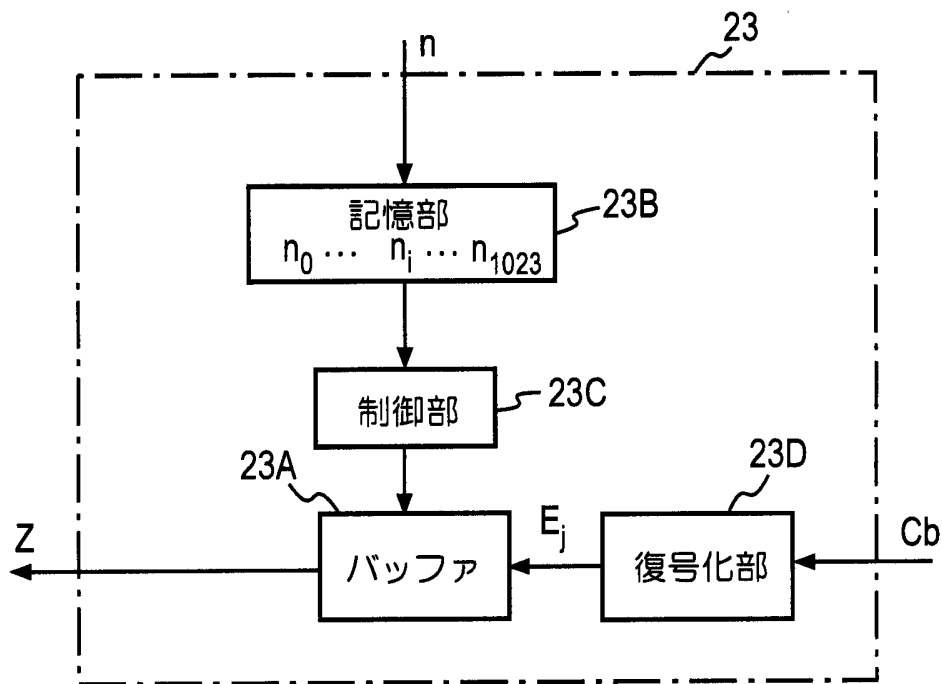 23
n
記憶部
n0 ··· ni ··· n1023
23B
制御部
23C
23A
23D
Z
バッファ
Ej
復号化部
Cb